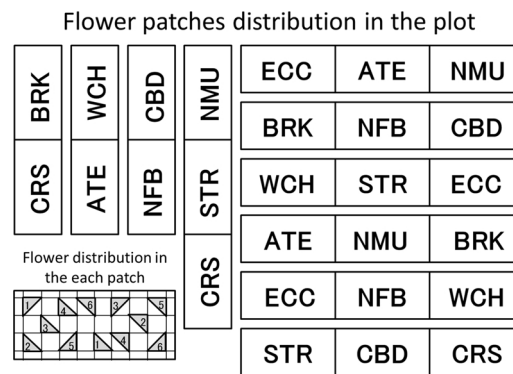 Flower patches distribution in the plot
BRK
WCH
CBD
NMU
CRS
ATE
NFB
STR
CRS
ECC ATE NMU
BRK NFB CBD
WCH STR ECC
ATE NMU BRK
ECC NFB WCH
STR CBD CRS
Flower distribution in
the each patch
1 4 6 3 5
3 2
2 5 1 4 6